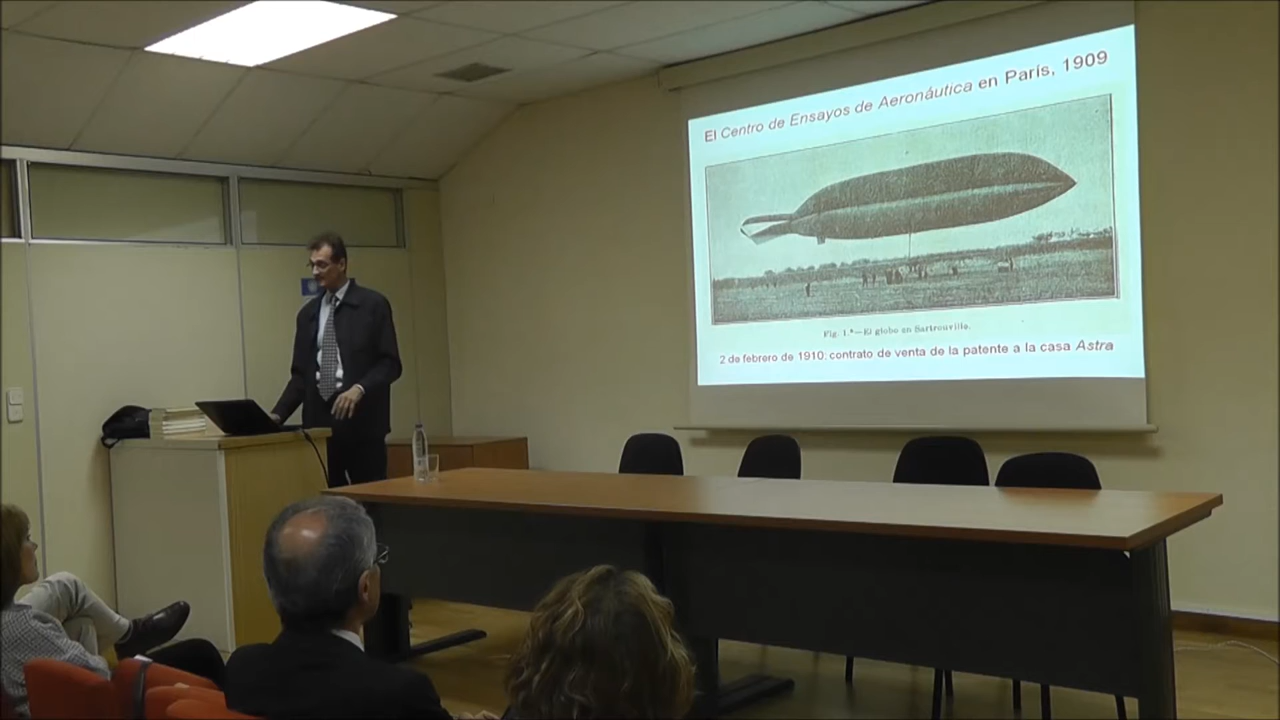 El Centro de Ensayos de Aeronáutica en París, 1909
Fig. 1.ª—El globo en Sartrouville.
2 de febrero de 1910: contrato de venta de la patente a la casa Astra